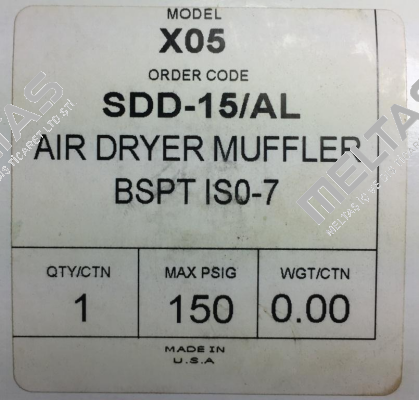 MODEL
X05
ORDER CODE
SDD-15/AL
AIR DRYER MUFFLER
BSPT IS0-7
QTY/CTN MAX PSIG WGT/CTN
1 150 0.00
MADE IN
U.S.A
MELTAS